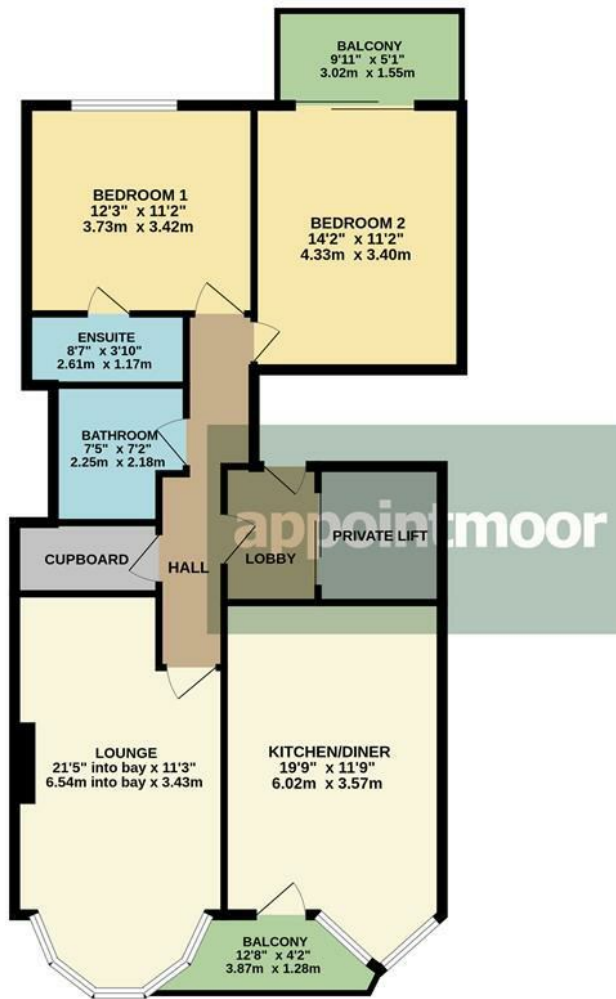 BALCONY
9'11" x 5'1"
3.02m x 1.55m
BEDROOM 1
12'3" x 11'2"
3.73m x 3.42m
BEDROOM 2
14'2" x 11'2"
4.33m x 3.40m
ENSUITE
8'7" x 3'10"
2.61m x 1.17m
BATHROOM
7'5" x 7'2"
2.25m x 2.18m
appointmoor
PRIVATE LIFT
CUPBOARD
HALL
LOBBY
LOUNGE
21'5" into bay x 11'3"
6.54m into bay x 3.43m
KITCHEN/DINER
19'9" x 11'9"
6.02m x 3.57m
BALCONY
12'8" x 4'2"
3.87m x 1.28m